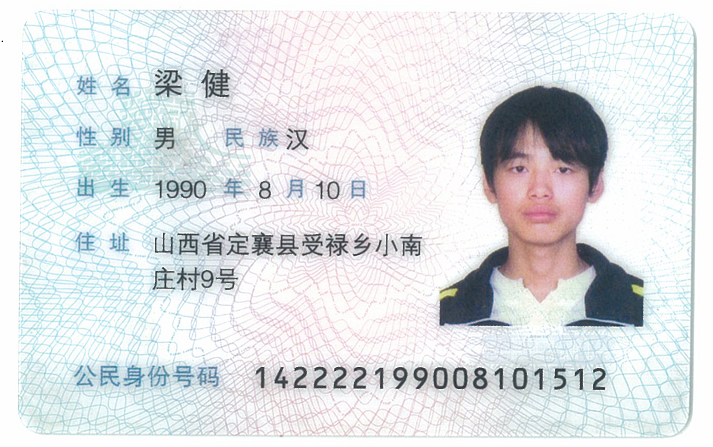 姓名 梁健
性别 男 民族 汉
出生 1990 年 8 月 10 日
住址 山西省定襄县受禄乡小南
庄村9号
公民身份号码 142222199008101512